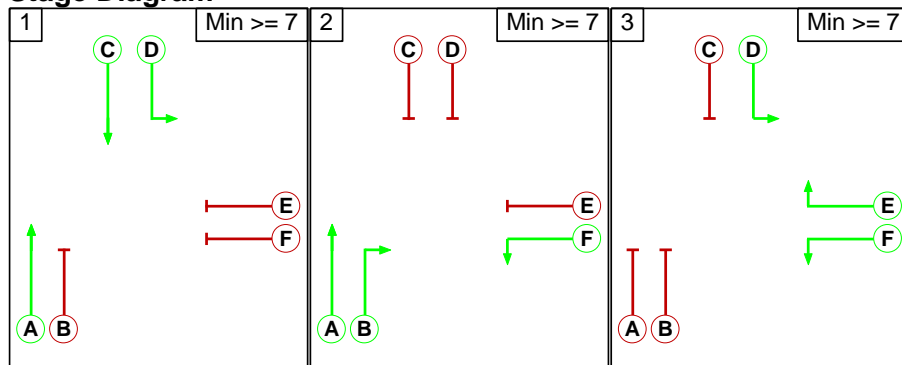 Stage Diagram
1 Min >= 7 2 Min >= 7 3 Min >= 7
C D C D C D
E E E
F F F
A B A B A B